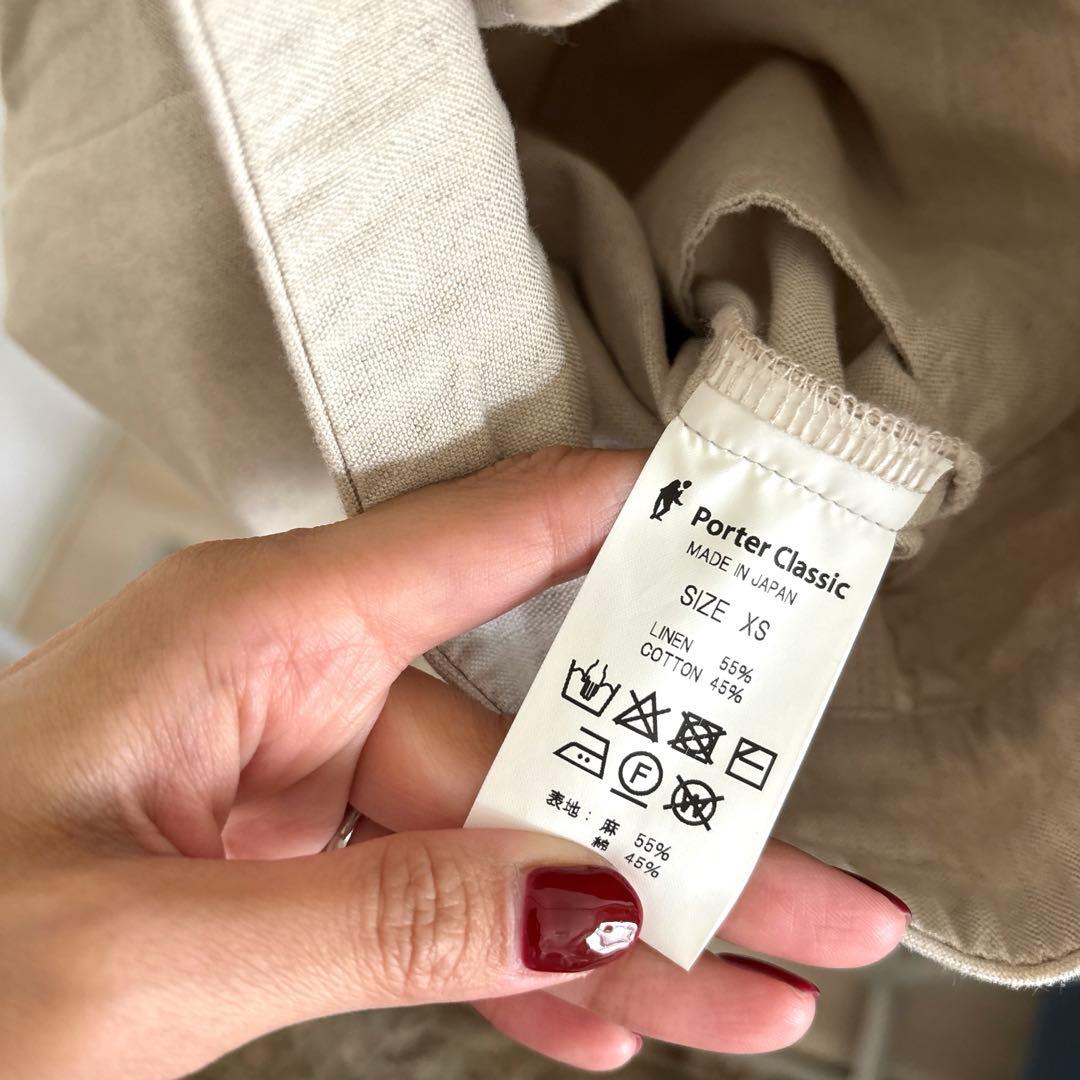 Porter Classic
MADE IN JAPAN
SIZE XS
LINEN 55%
COTTON 45%
F
W
表地: 麻 55%
綿 45%